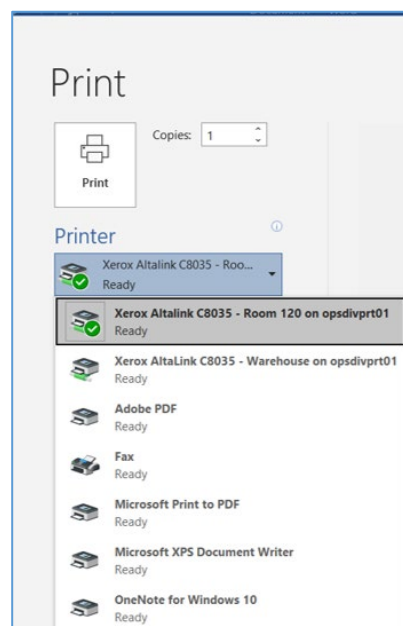 Print
Copies: 1
Print
Printer
Xerox Altalink C8035 - Roo...
Ready
Xerox Altalink C8035 - Room 120 on opsdivprt01
Ready
Xerox AltaLink C8035 - Warehouse on opsdivprt01
Ready
Adobe PDF
Ready
Fax
Ready
Microsoft Print to PDF
Ready
Microsoft XPS Document Writer
Ready
OneNote for Windows 10
Ready